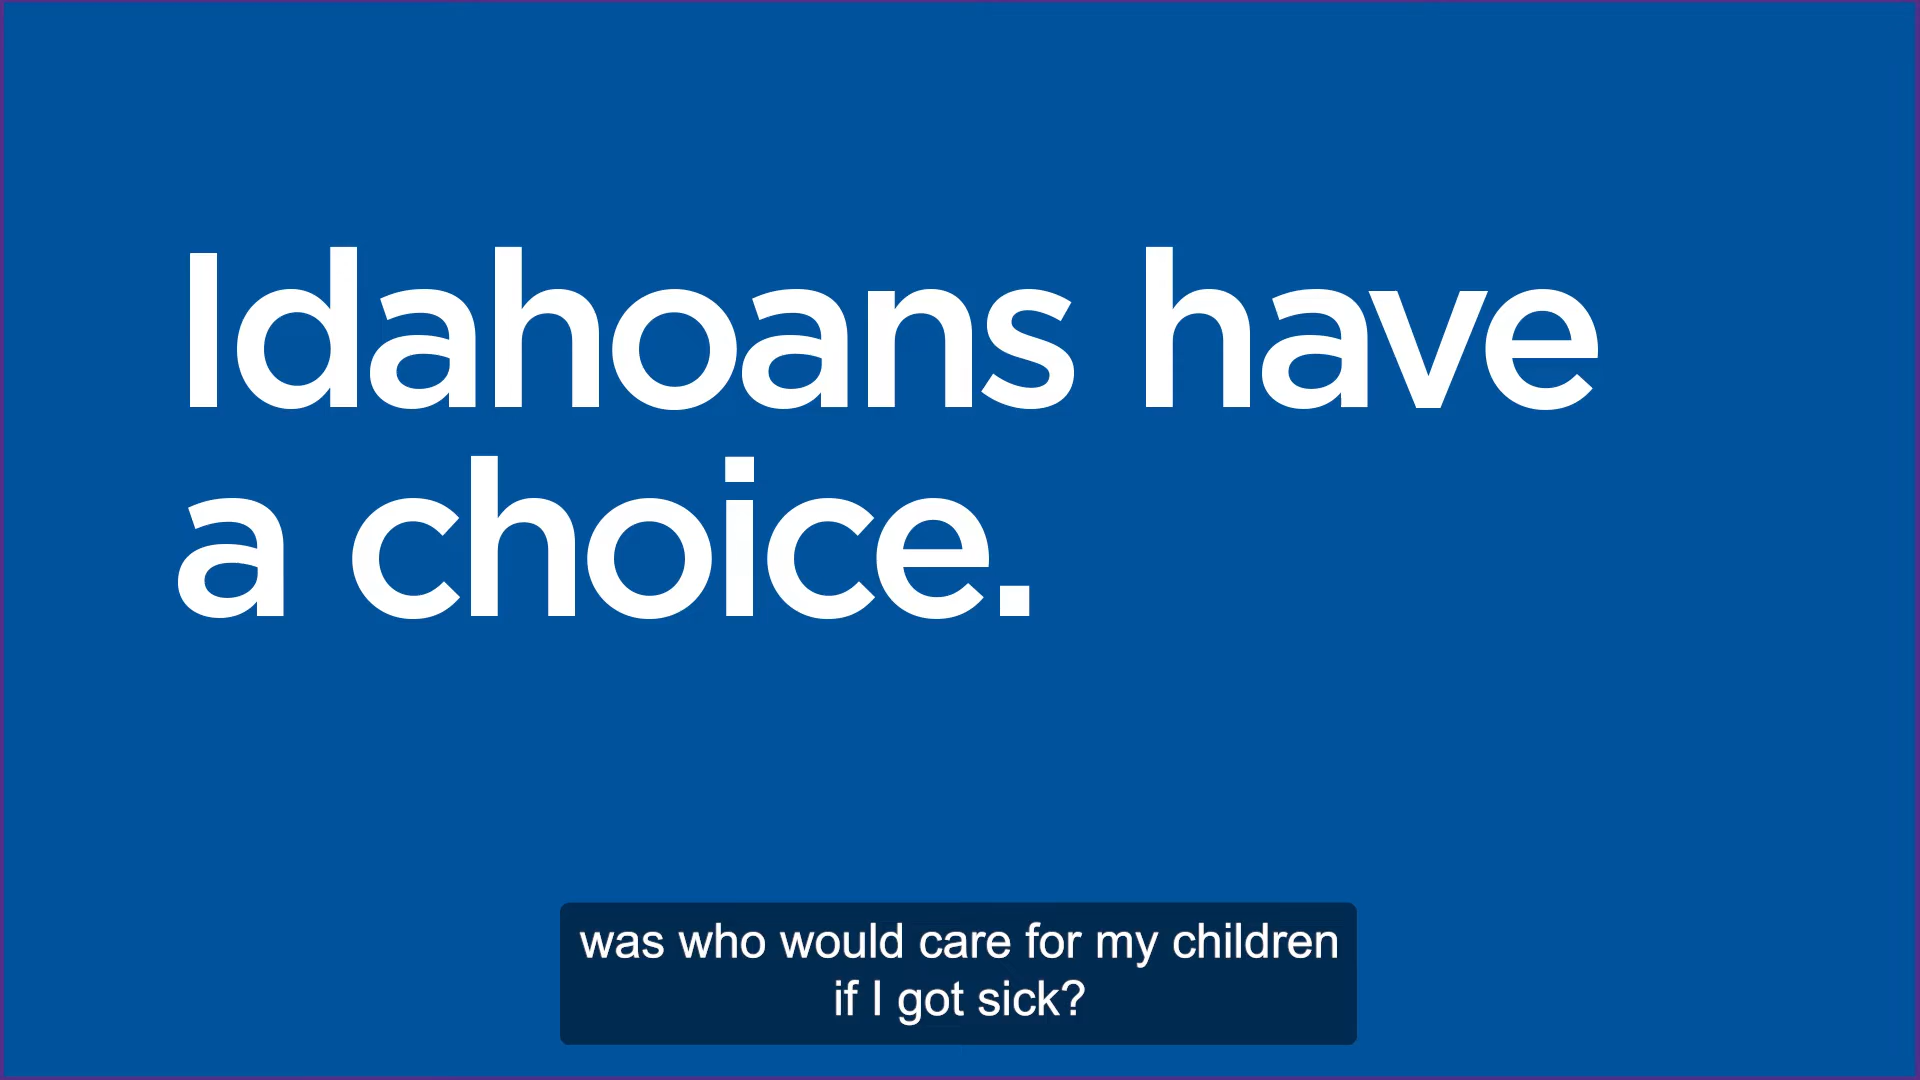 Idahoans have
a choice.
was who would care for my children
if I got sick?